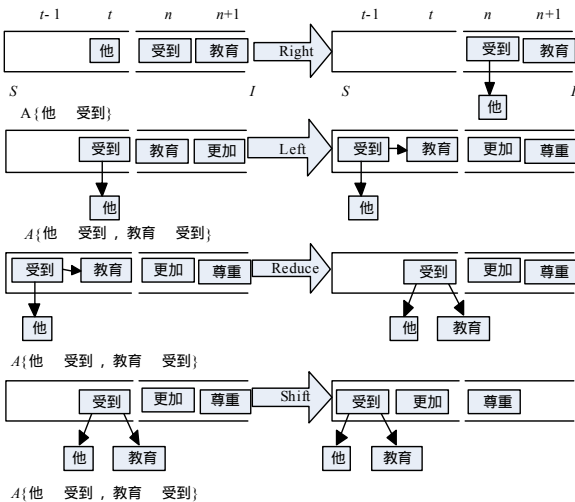 t- 1 t n n+1 t-1 t n n+1
他 受到 教育 Right 受到 教育
S I S I
他
A{他 受到}
受到 教育 更加 Left 受到 教育 更加 尊重
他 他
A{他 受到 , 教育 受到}
受到 教育 更加 尊重 Reduce 受到 更加 尊重
他 他 教育
A{他 受到 , 教育 受到}
受到 更加 尊重 Shift 受到 更加 尊重
他 教育 他 教育
A{他 受到 , 教育 受到}